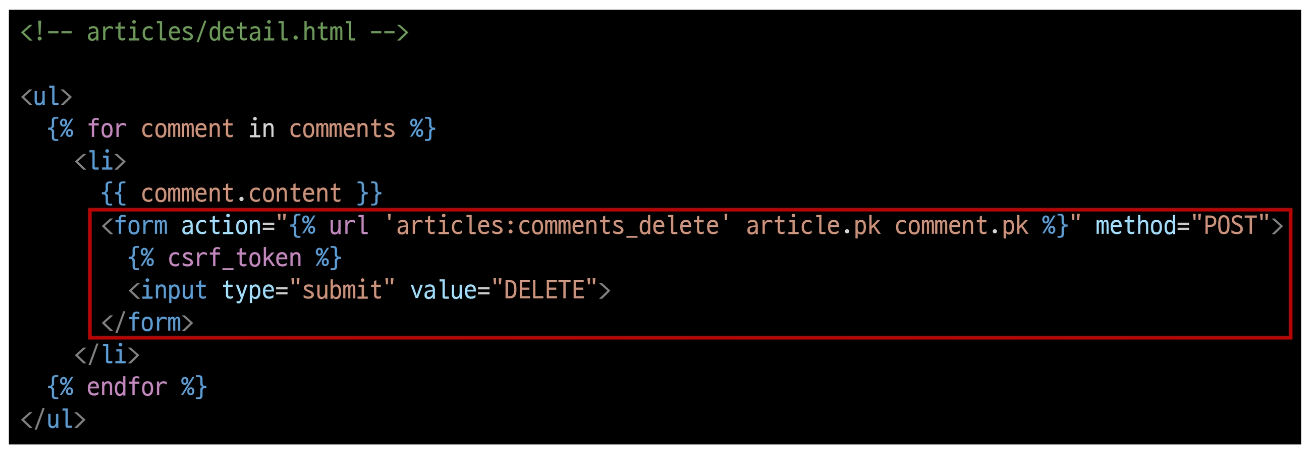 <!-- articles/detail.html -->
<ul>
{% for comment in comments %}
<li>
{{ comment.content }}
<form action="{% url 'articles:comments_delete' article.pk comment.pk %}" method="POST">
{% csrf_token %}
<input type="submit" value="DELETE">
</form>
</li>
{% endfor %}
</ul>